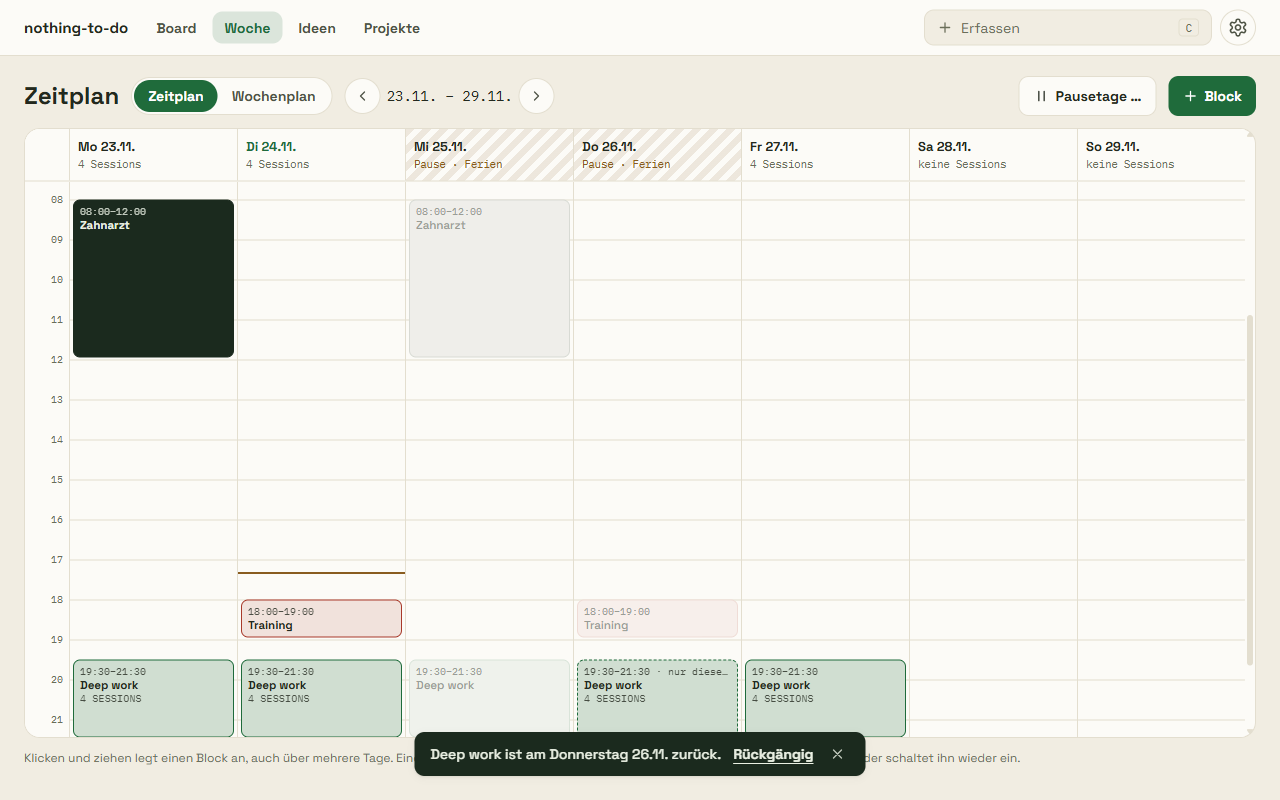 nothing-to-do Board Woche Ideen Projekte Erfassen C
Zeitplan Zeitplan Wochenplan 23.11. – 29.11. Pausetage … Block
Mo 23.11. Di 24.11. Mi 25.11. Do 26.11. Fr 27.11. Sa 28.11. So 29.11.
4 Sessions 4 Sessions Pause · Ferien Pause · Ferien 4 Sessions keine Sessions keine Sessions
08
08:00–12:00 08:00–12:00
Zahnarzt Zahnarzt
09
10
11
12
13
14
15
16
17
18
18:00–19:00 18:00–19:00
Training Training
19
19:30–21:30 19:30–21:30 19:30–21:30 19:30–21:30 · nur diese… 19:30–21:30
20 Deep work Deep work Deep work Deep work Deep work
4 SESSIONS 4 SESSIONS 4 SESSIONS 4 SESSIONS
21
Deep work ist am Donnerstag 26.11. zurück. Rückgängig
Klicken und ziehen legt einen Block an, auch über mehrere Tage. schaltet ihn wieder ein.